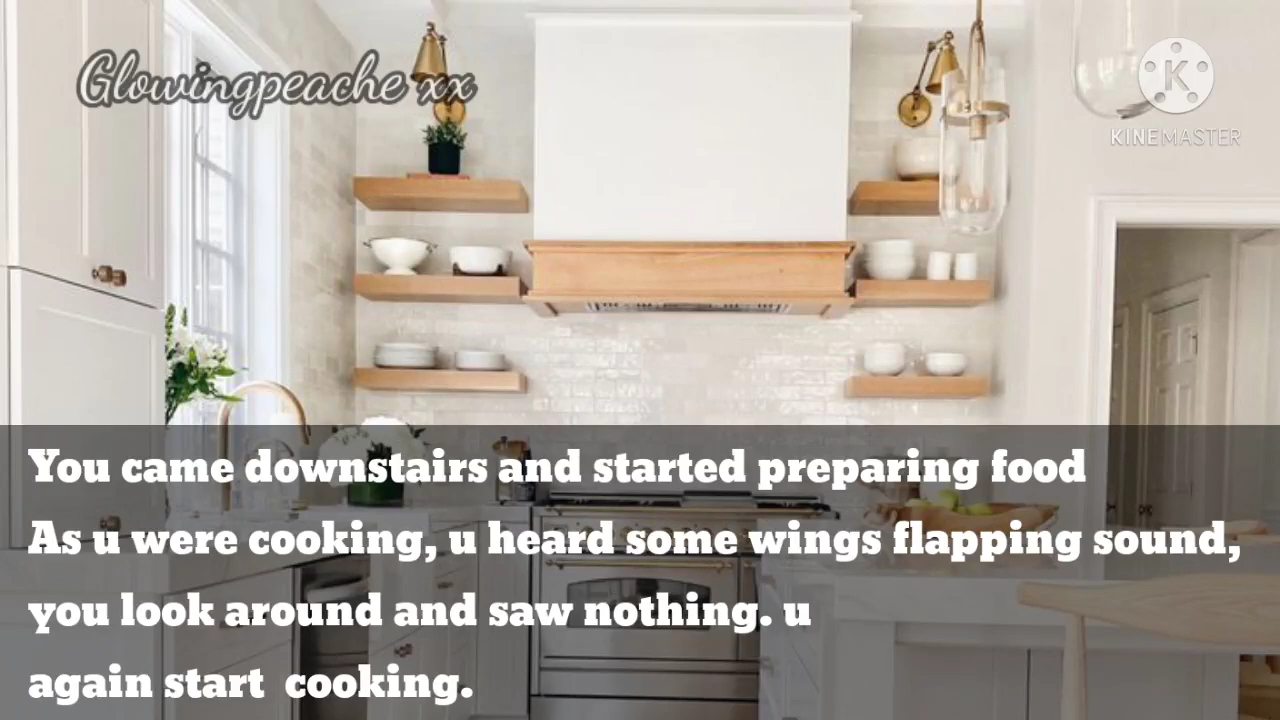 Glowingpeache xx
KINEMASTER
You came downstairs and started preparing food
As u were cooking, u heard some wings flapping sound,
you look around and saw nothing. u
again start  cooking.